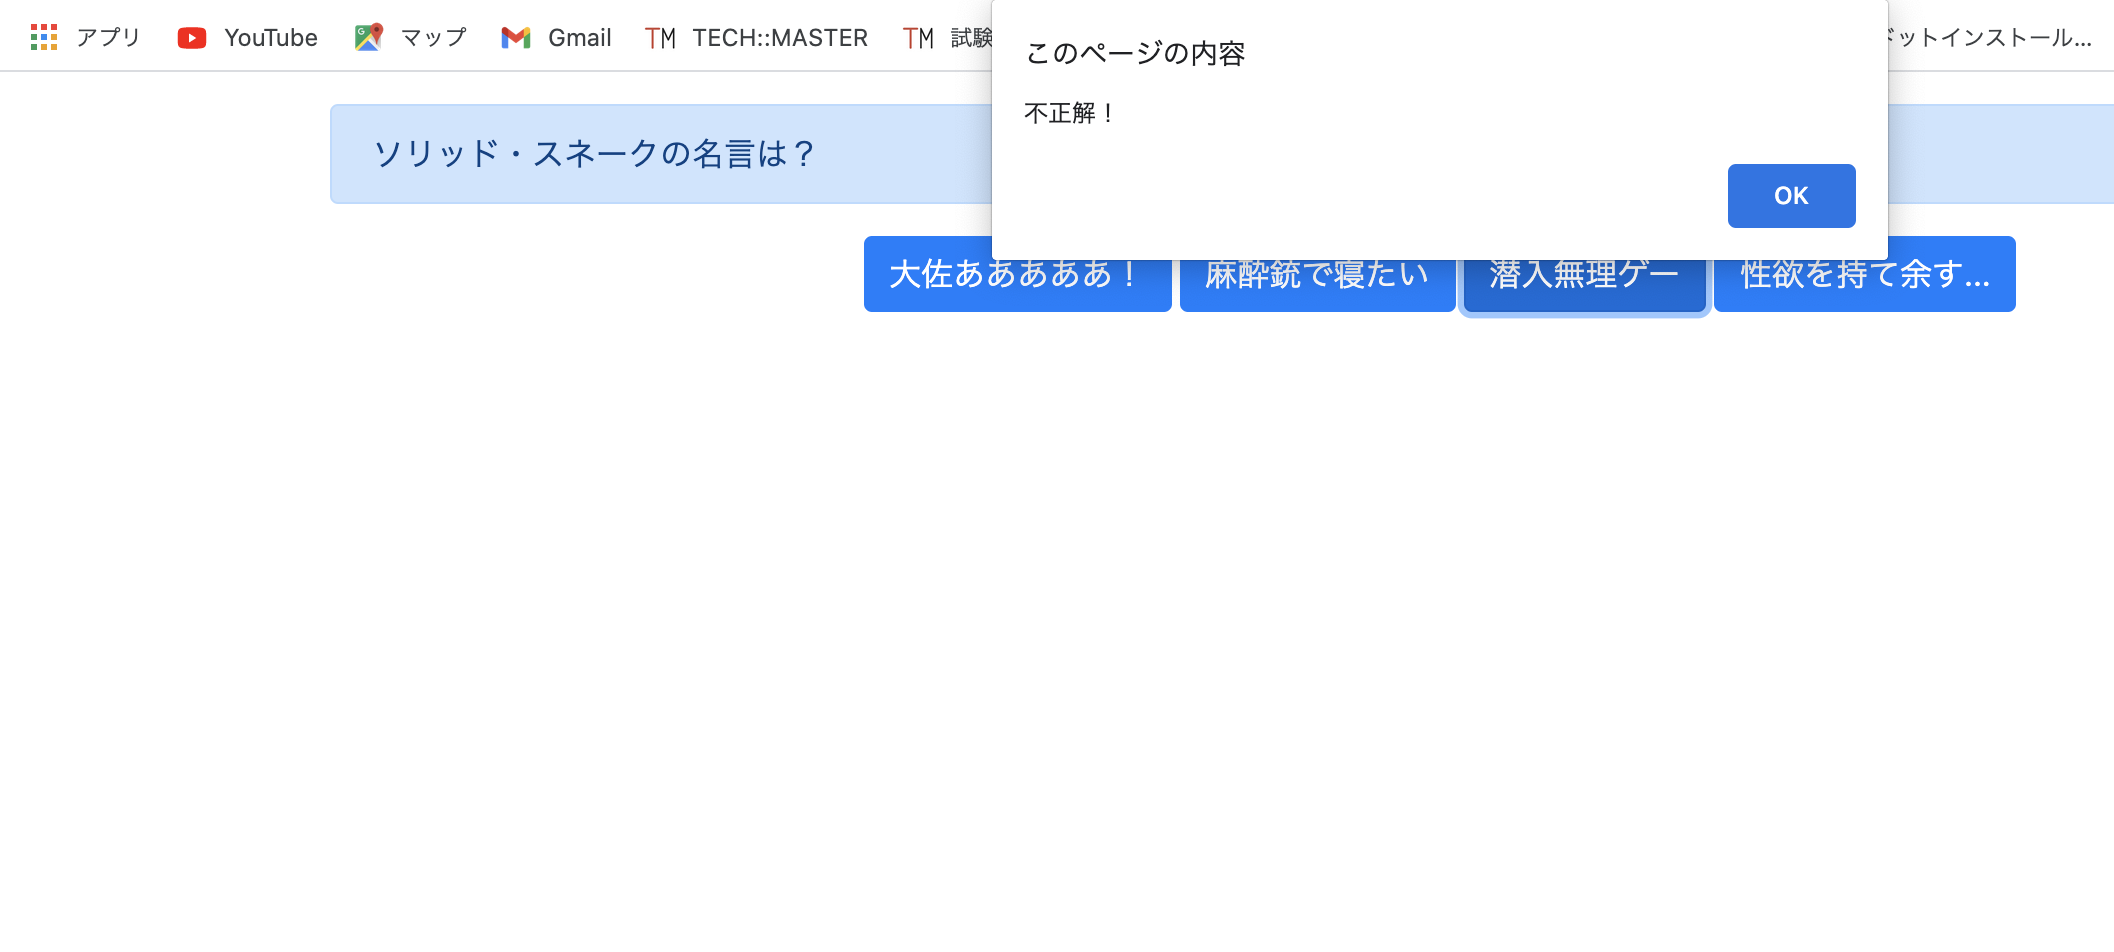 アプリ YouTube マップ Gmail TECH::MASTER 試験 ドットインストール...
このページの内容
不正解！
OK
ソリッド・スネークの名言は？
大佐あああああ！ 麻酔銃で寝たい 潜入無理ゲー 性欲を持て余す...